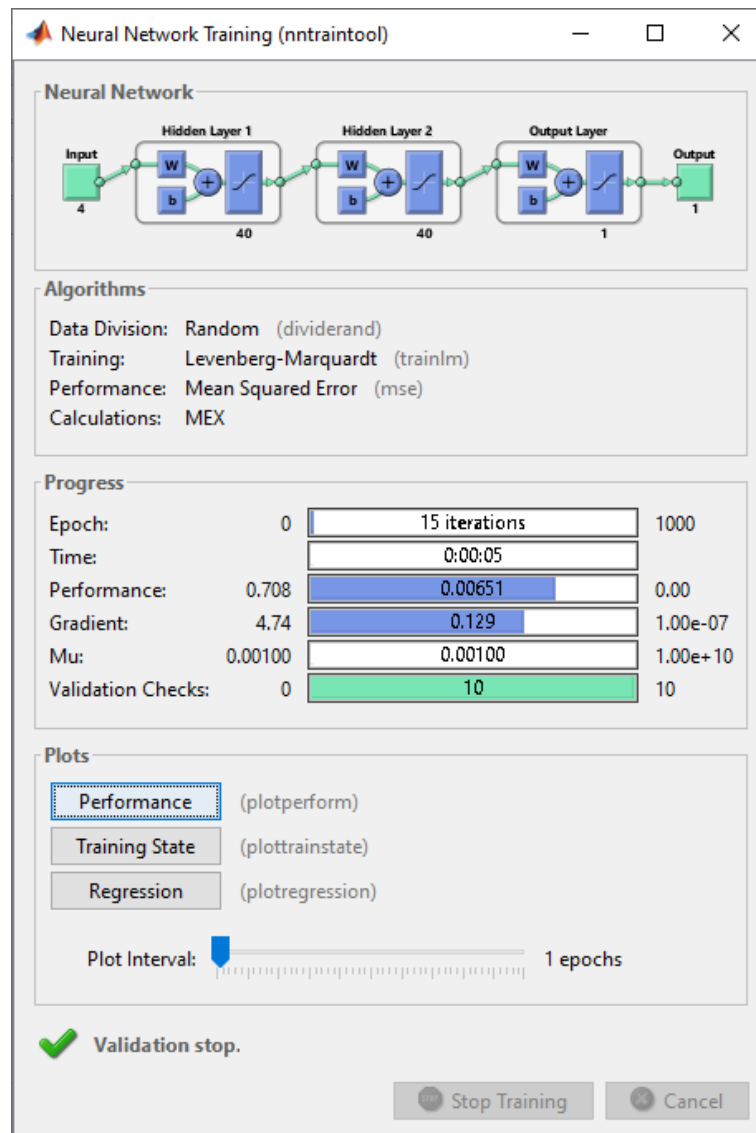 Neural Network Training (nntraintool)
Neural Network
Hidden Layer 1 Hidden Layer 2 Output Layer
Input Output
W W W
b b b
4 40 40 1 1
Algorithms
Data Division: Random (dividerand)
Training: Levenberg-Marquardt (trainlm)
Performance: Mean Squared Error (mse)
Calculations: MEX
Progress
Epoch: 0 15 iterations 1000
Time: 0:00:05
Performance: 0.708 0.00651 0.00
Gradient: 4.74 0.129 1.00e-07
Mu: 0.00100 0.00100 1.00e+10
Validation Checks: 0 10 10
Plots
Performance (plotperform)
Training State (plottrainstate)
Regression (plotregression)
Plot Interval: 1 epochs
Validation stop.
STOP Stop Training Cancel